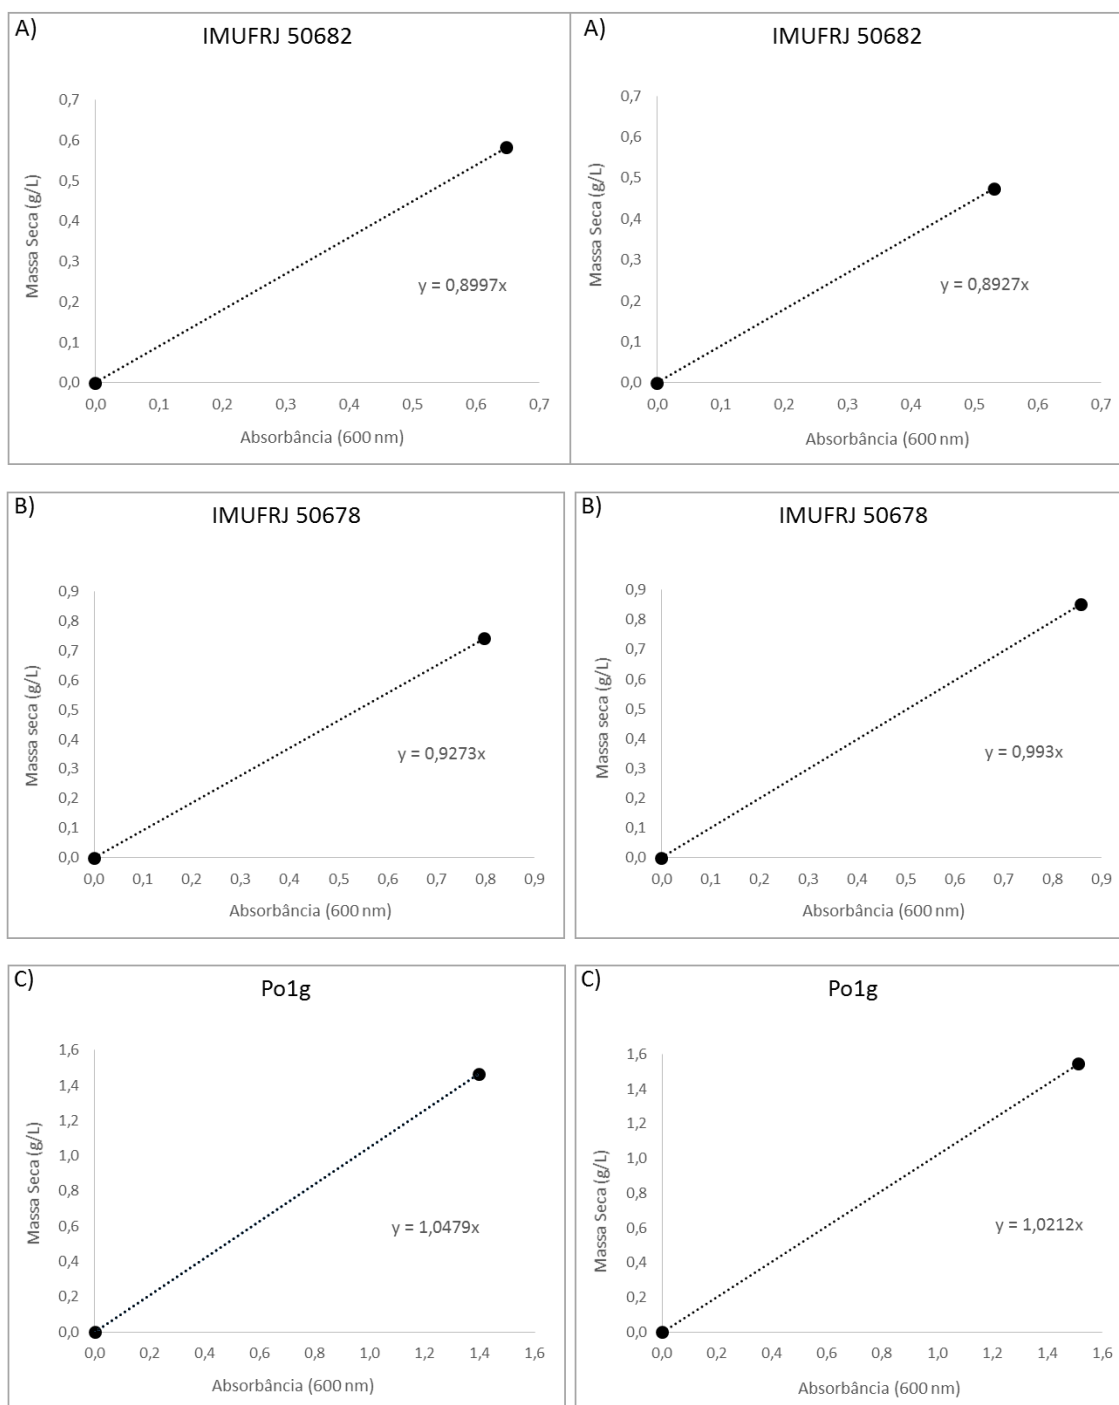 A)
IMUFRJ 50682
0,7
0,6
0,5
0,4
0,3
0,2
0,1
0,0
Massa Seca (g/L)
y = 0,8997x
0,0 0,1 0,2 0,3 0,4 0,5 0,6 0,7
Absorbância (600 nm)
A)
IMUFRJ 50682
0,7
0,6
0,5
0,4
0,3
0,2
0,1
0,0
Massa Seca (g/L)
y = 0,8927x
0,0 0,1 0,2 0,3 0,4 0,5 0,6 0,7
Absorbância (600 nm)
B)
IMUFRJ 50678
0,9
0,8
0,7
0,6
0,5
0,4
0,3
0,2
0,1
0,0
Massa seca (g/L)
y = 0,9273x
0,0 0,1 0,2 0,3 0,4 0,5 0,6 0,7 0,8 0,9
Absorbância (600 nm)
B)
IMUFRJ 50678
0,9
0,8
0,7
0,6
0,5
0,4
0,3
0,2
0,1
0,0
Massa seca (g/L)
y = 0,993x
0,0 0,1 0,2 0,3 0,4 0,5 0,6 0,7 0,8 0,9
Absorbância (600 nm)
C)
Po1g
1,6
1,4
1,2
1,0
0,8
0,6
0,4
0,2
0,0
Massa Seca (g/L)
y = 1,0479x
0,0 0,2 0,4 0,6 0,8 1,0 1,2 1,4 1,6
Absorbância (600 nm)
C)
Po1g
1,6
1,4
1,2
1,0
0,8
0,6
0,4
0,2
0,0
Massa Seca (g/L)
y = 1,0212x
0,0 0,2 0,4 0,6 0,8 1,0 1,2 1,4 1,6
Absorbância (600 nm)